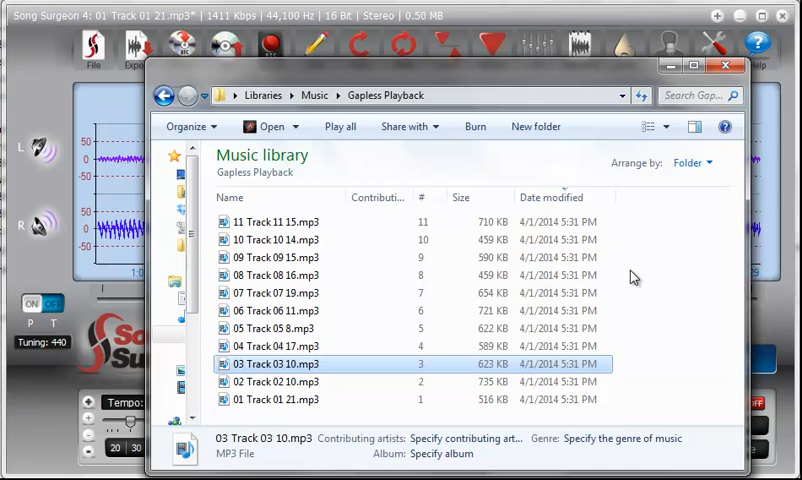 Song Surgeon 4: 01 Track 01 21.mp3* | 1411 Kbps | 44,100 Hz | 16 Bit | Stereo | 0.50 MB
File
Expor
Help
Libraries ▸ Music ▸ Gapless Playback
Search Gap...
Organize
Open
Play all
Share with
Burn
New folder
Music library
Gapless Playback
Arrange by: Folder
Name Contributi... # Size Date modified
11 Track 11 15.mp3 11 710 KB 4/1/2014 5:31 PM
10 Track 10 14.mp3 10 459 KB 4/1/2014 5:31 PM
09 Track 09 15.mp3 9 590 KB 4/1/2014 5:31 PM
08 Track 08 16.mp3 8 459 KB 4/1/2014 5:31 PM
07 Track 07 19.mp3 7 654 KB 4/1/2014 5:31 PM
06 Track 06 11.mp3 6 721 KB 4/1/2014 5:31 PM
05 Track 05 8.mp3 5 622 KB 4/1/2014 5:31 PM
04 Track 04 17.mp3 4 589 KB 4/1/2014 5:31 PM
03 Track 03 10.mp3 3 623 KB 4/1/2014 5:31 PM
02 Track 02 10.mp3 2 735 KB 4/1/2014 5:31 PM
01 Track 01 21.mp3 1 516 KB 4/1/2014 5:31 PM
03 Track 03 10.mp3 Contributing artists: Specify contributing art... Genre: Specify the genre of music
MP3 File Album: Specify album
L
50
0
50
R
50
0
50
1:0
:29
ON
P T
Tuning: 440
So
Su
Tempo:
20 30
OFF